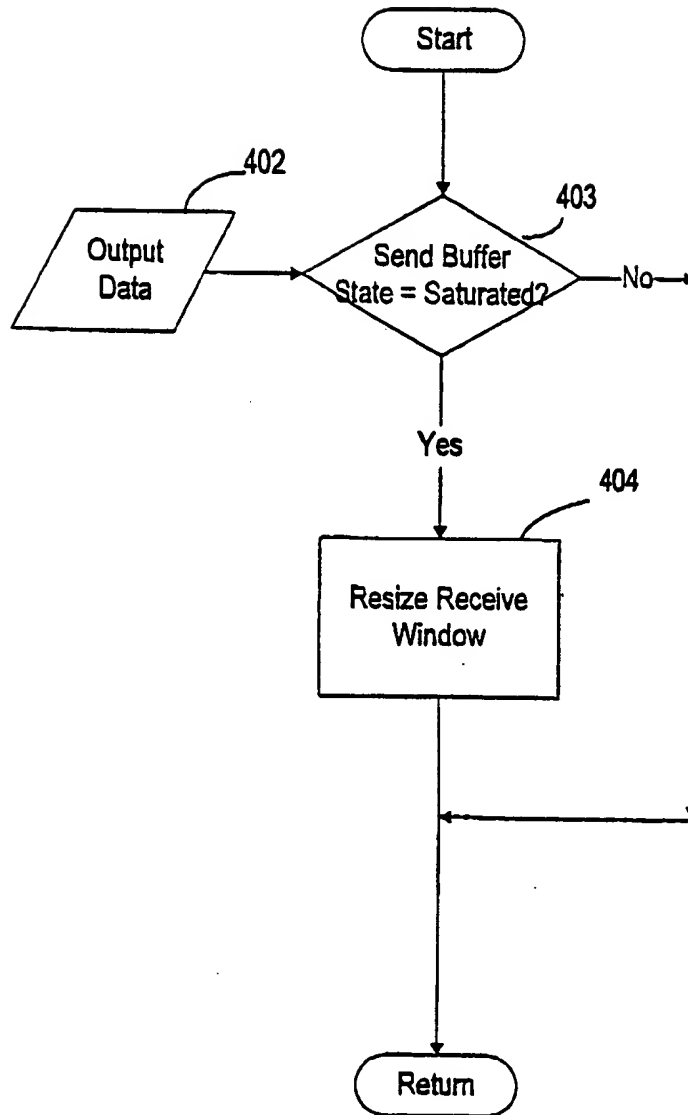 Start
402
403
Output
Data
Send Buffer
State = Saturated?
No
Yes
404
Resize Receive
Window
Return